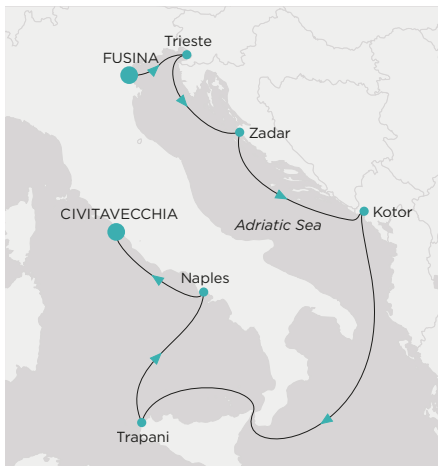 Trieste
FUSINA
Zadar
Kotor
Adriatic Sea
CIVITAVECCHIA
Naples
Trapani